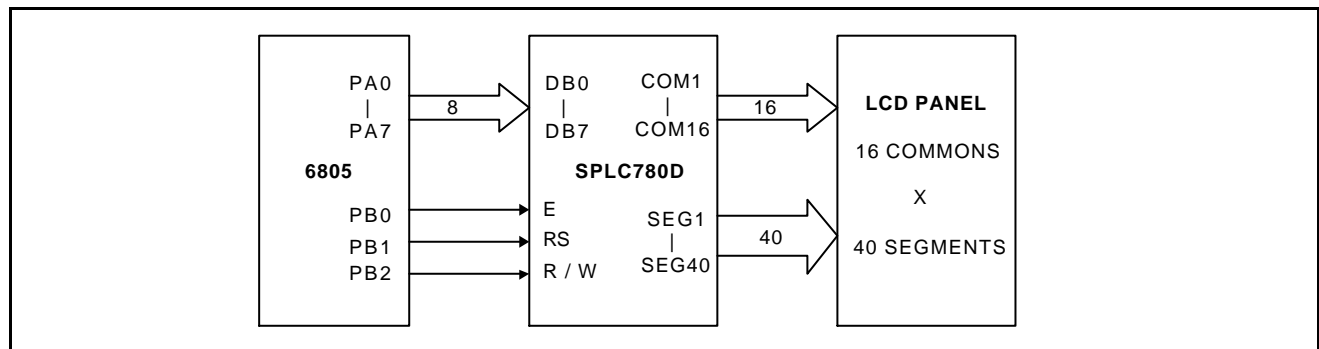 PA0
|
PA7
6805
PB0
PB1
PB2
8
DB0
|
DB7
SPLC780D
E
RS
R / W
COM1
|
COM16
SEG1
|
SEG40
16
40
LCD PANEL
16 COMMONS
X
40 SEGMENTS